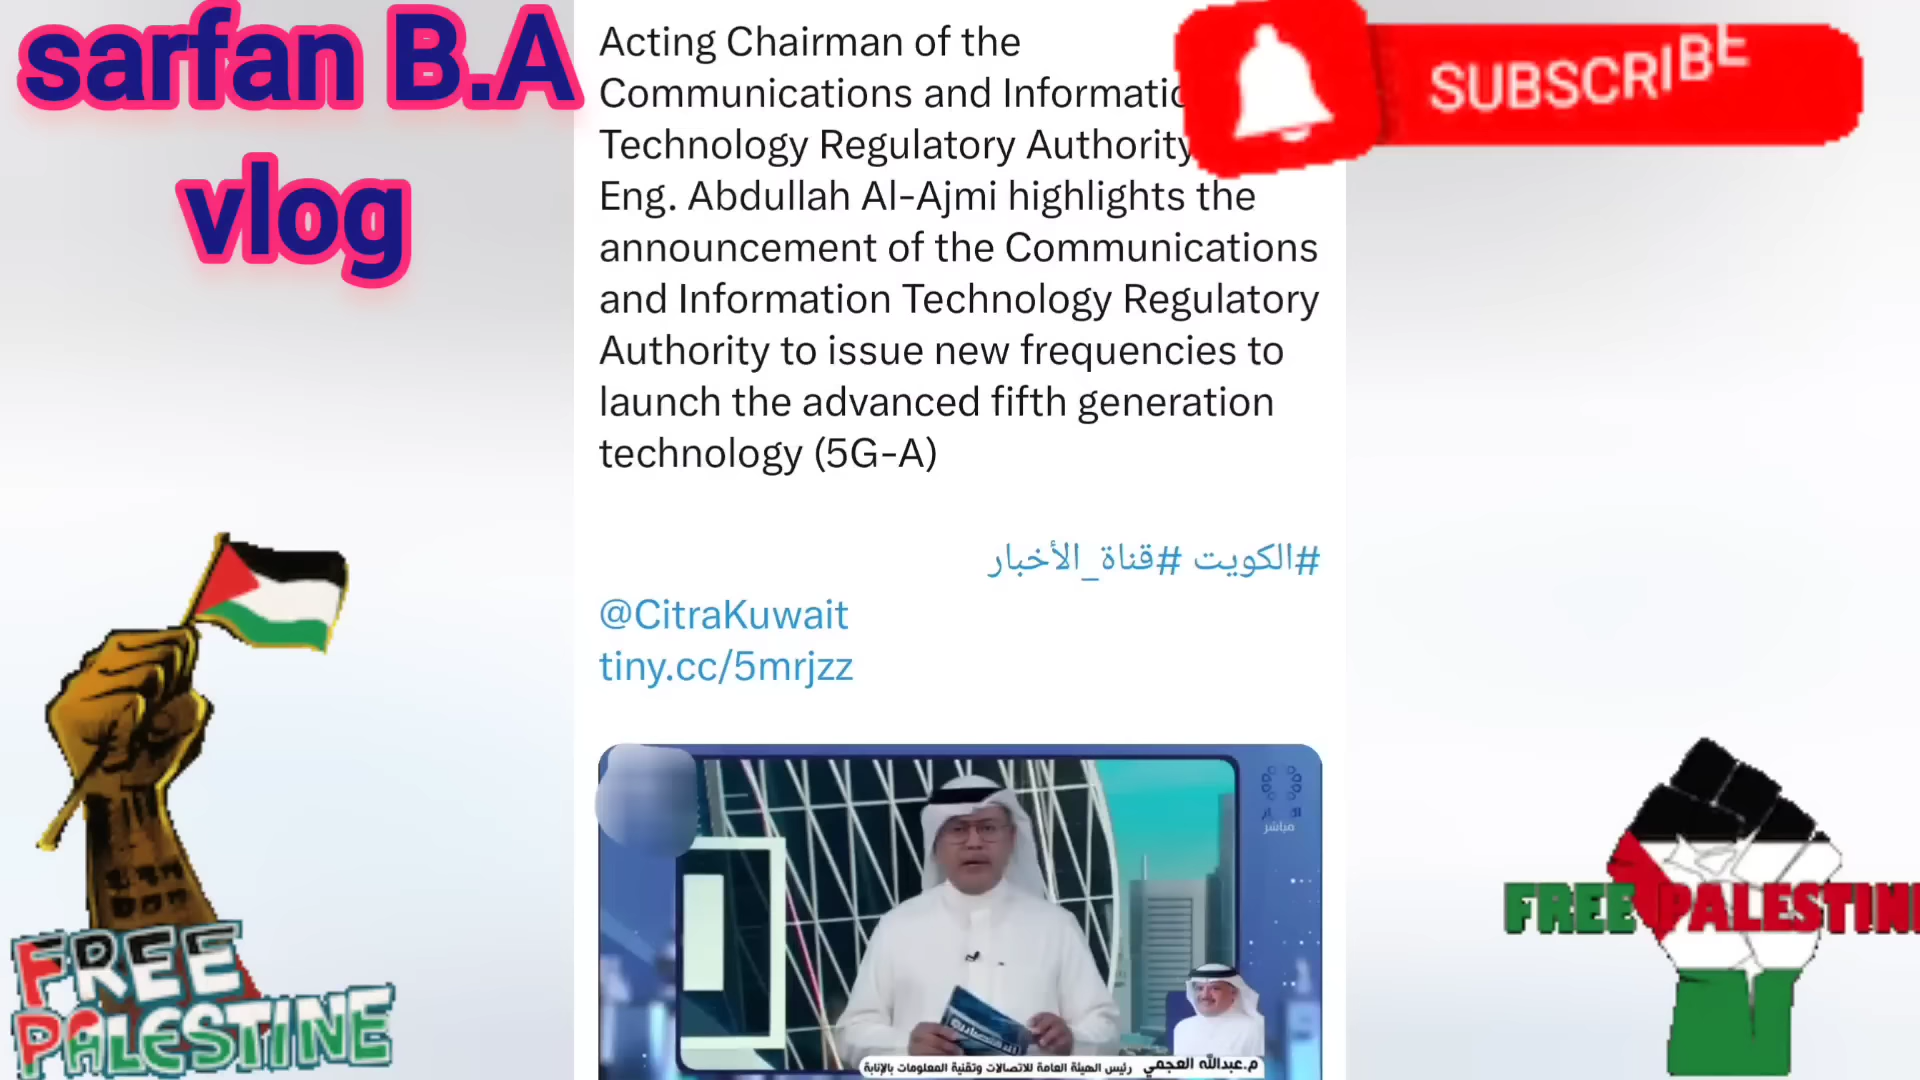 sarfan B.A
vlog
Acting Chairman of the
Communications and Informatio
Technology Regulatory Authority
Eng. Abdullah Al-Ajmi highlights the
announcement of the Communications
and Information Technology Regulatory
Authority to issue new frequencies to
launch the advanced fifth generation
technology (5G-A)
#الكويت #قناة_الأخبار
@CitraKuwait
tiny.cc/5mrjzz
SUBSCRIBE
مباشر
م.عبدالله العجمي رئيس الهيئة العامة للاتصالات وتقنية المعلومات بالإنابة
FREE
PALESTINE
FREE PALESTIN